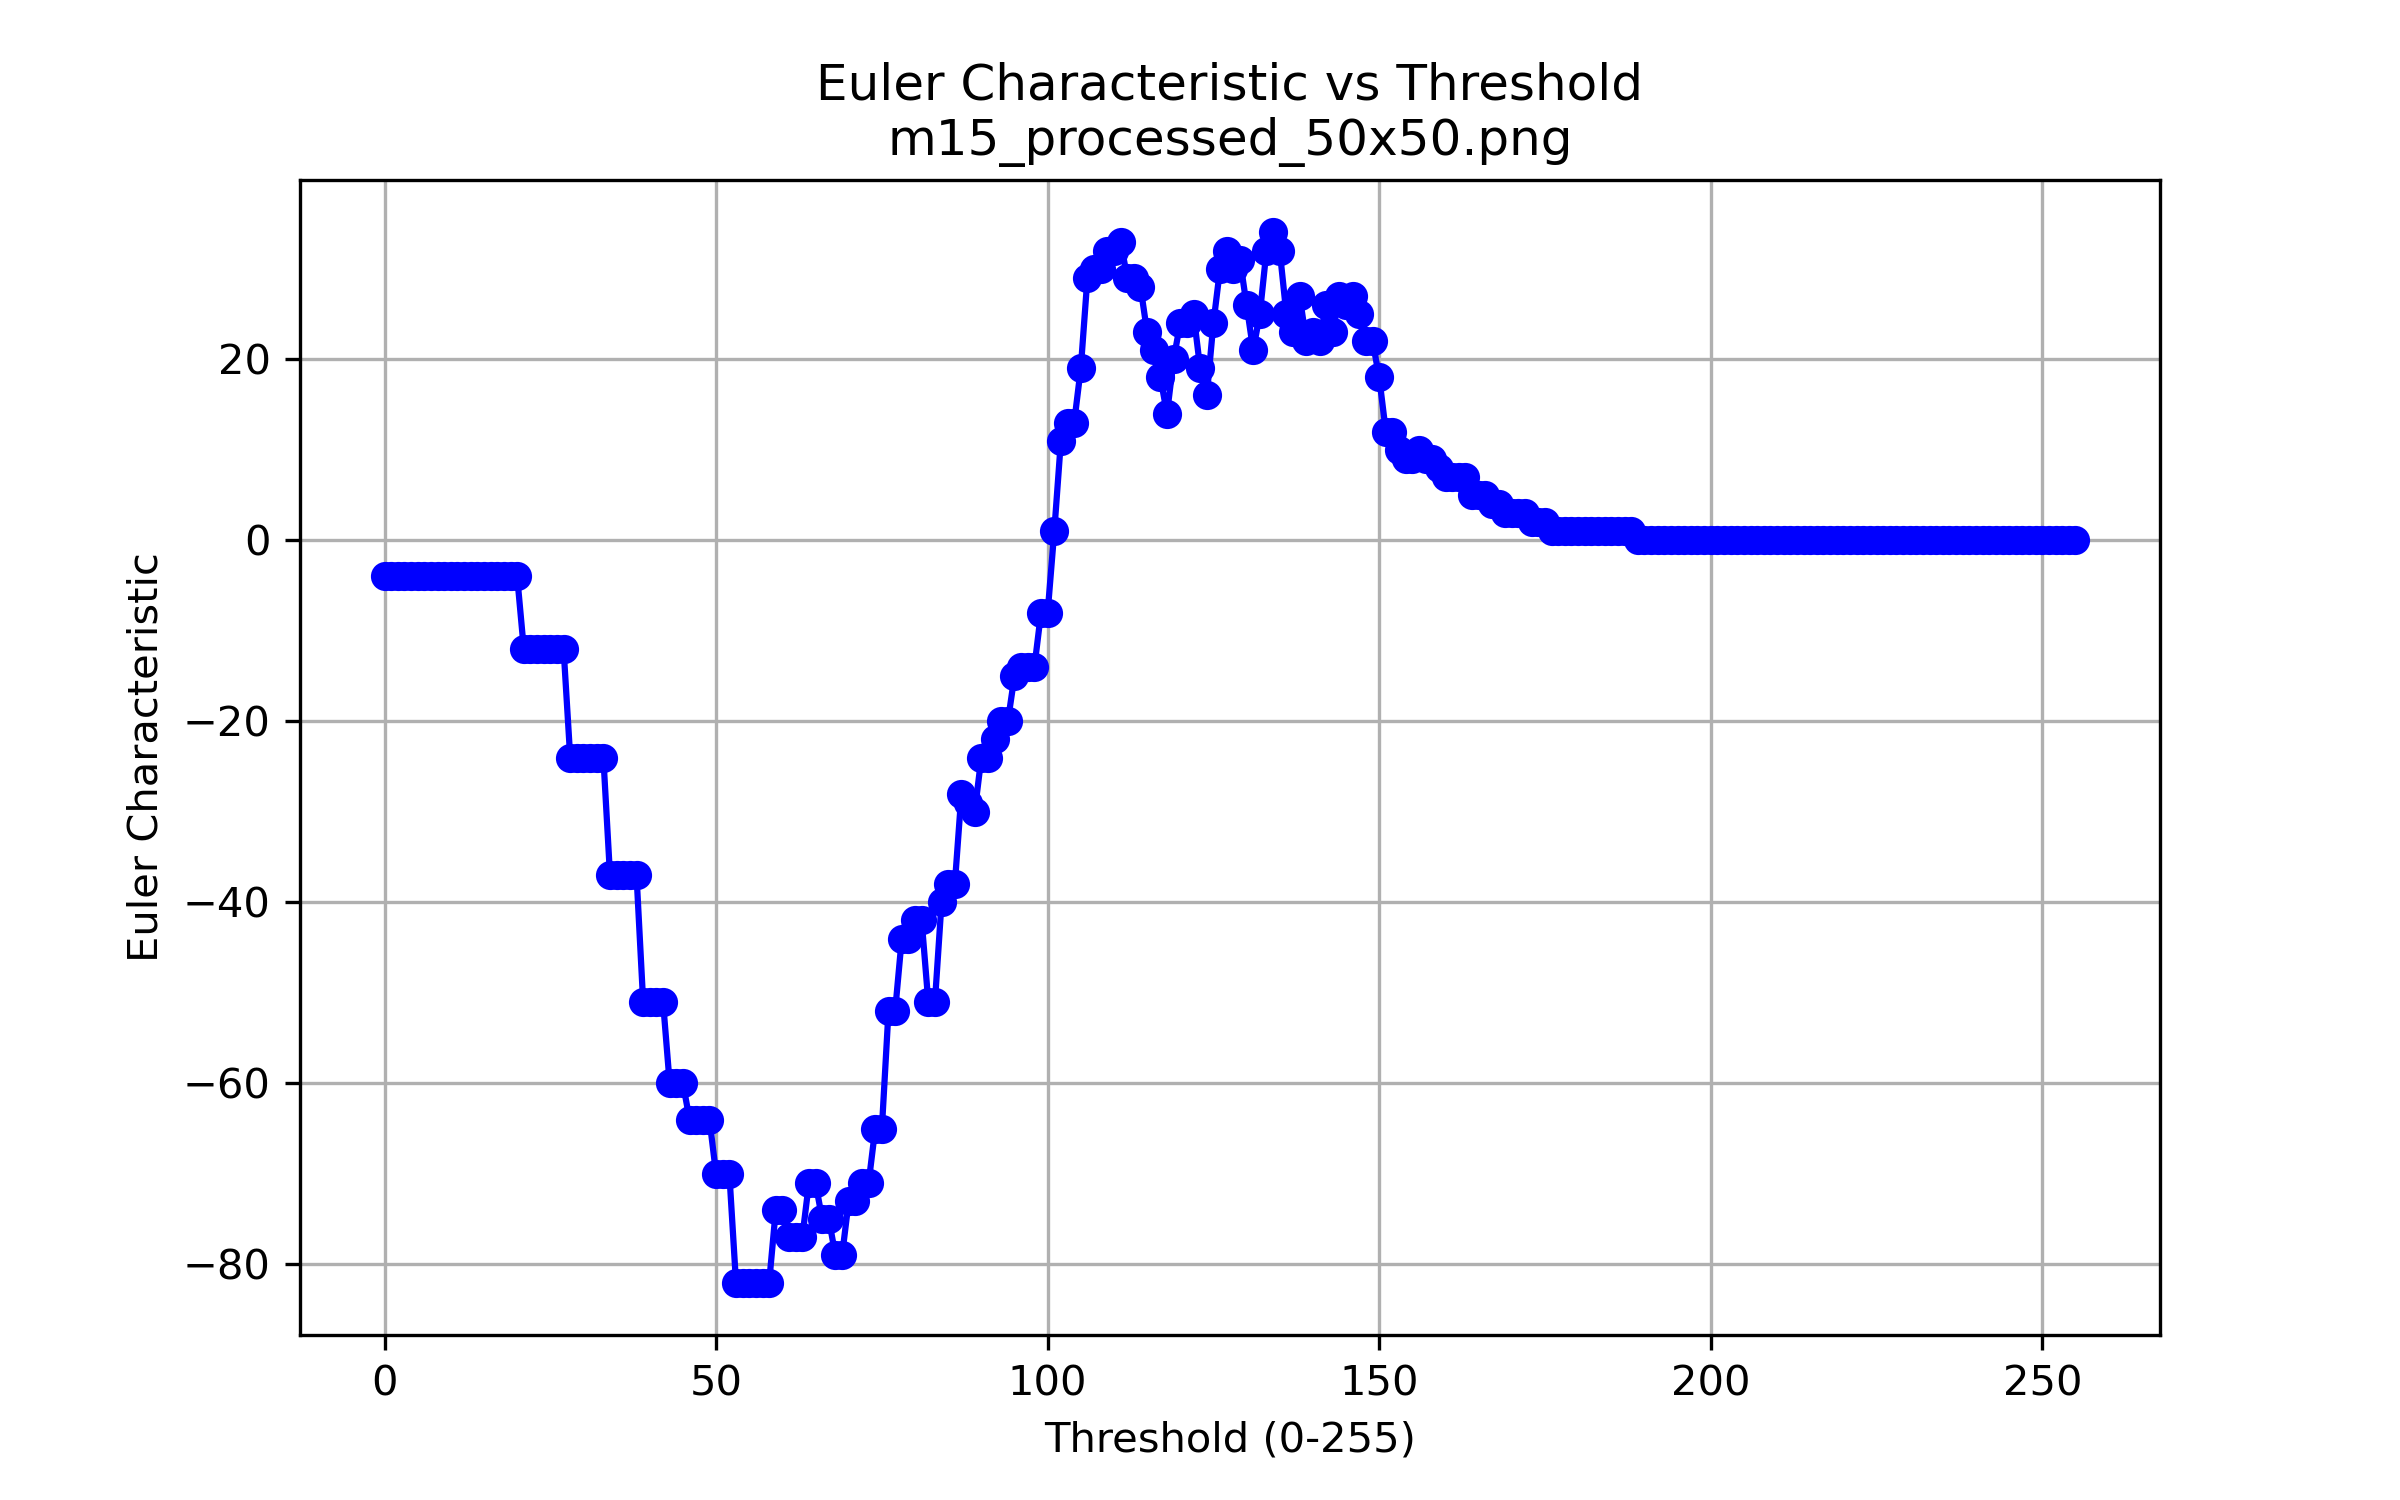 Euler Characteristic vs Threshold
m15_processed_50x50.png
Euler Characteristic
20
0
−20
−40
−60
−80
0 50 100 150 200 250
Threshold (0-255)